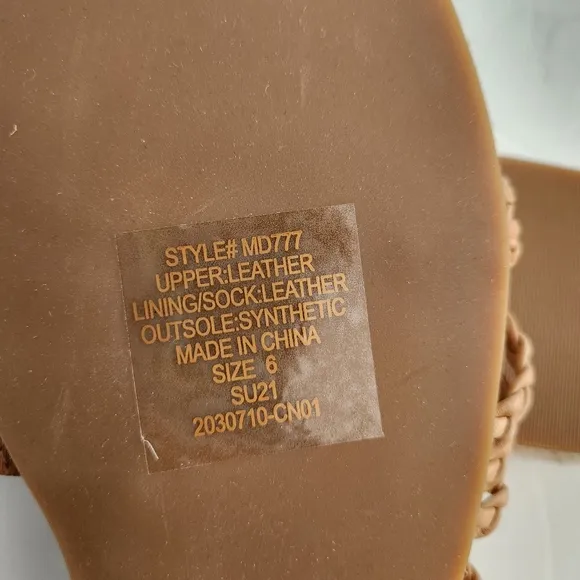 STYLE# MD777
UPPER:LEATHER
LINING/SOCK:LEATHER
OUTSOLE:SYNTHETIC
MADE IN CHINA
SIZE 6
SU21
2030710-CN01